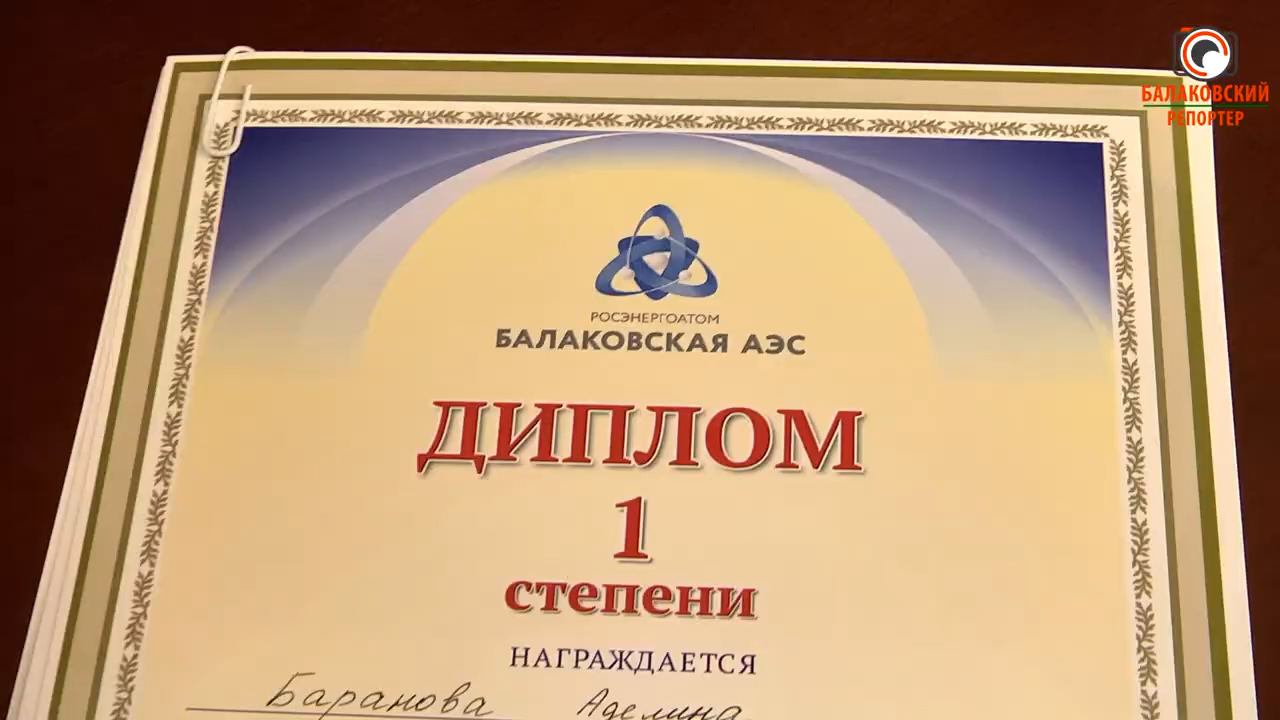 БАЛАКОВСКИЙ
РЕПОРТЕР
РОСЭНЕРГОАТОМ
БАЛАКОВСКАЯ АЭС
ДИПЛОМ
1
степени
НАГРАЖДАЕТСЯ
Баранова Аделина